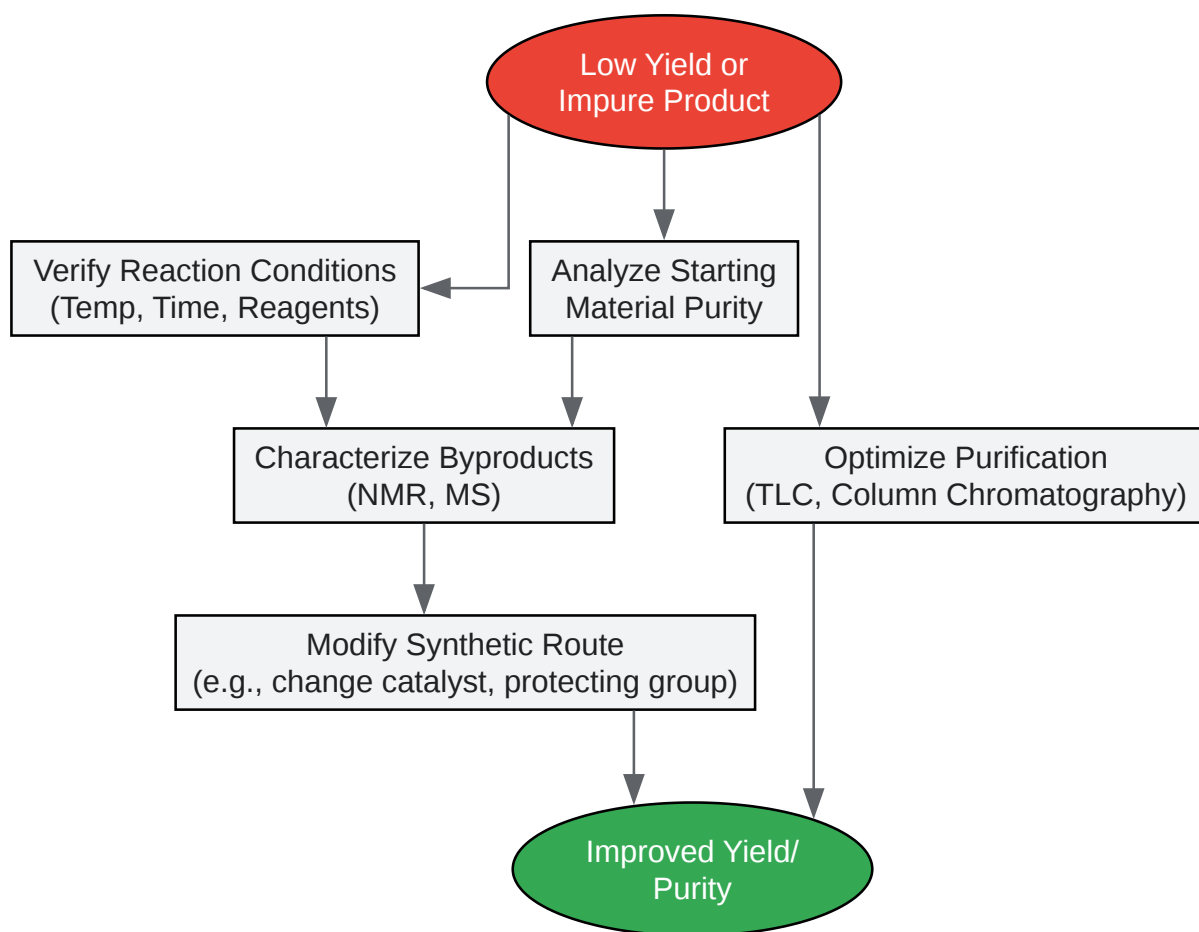 Low Yield or
Impure Product
Verify Reaction Conditions
(Temp, Time, Reagents)
Analyze Starting
Material Purity
Characterize Byproducts
(NMR, MS)
Optimize Purification
(TLC, Column Chromatography)
Modify Synthetic Route
(e.g., change catalyst, protecting group)
Improved Yield/
Purity